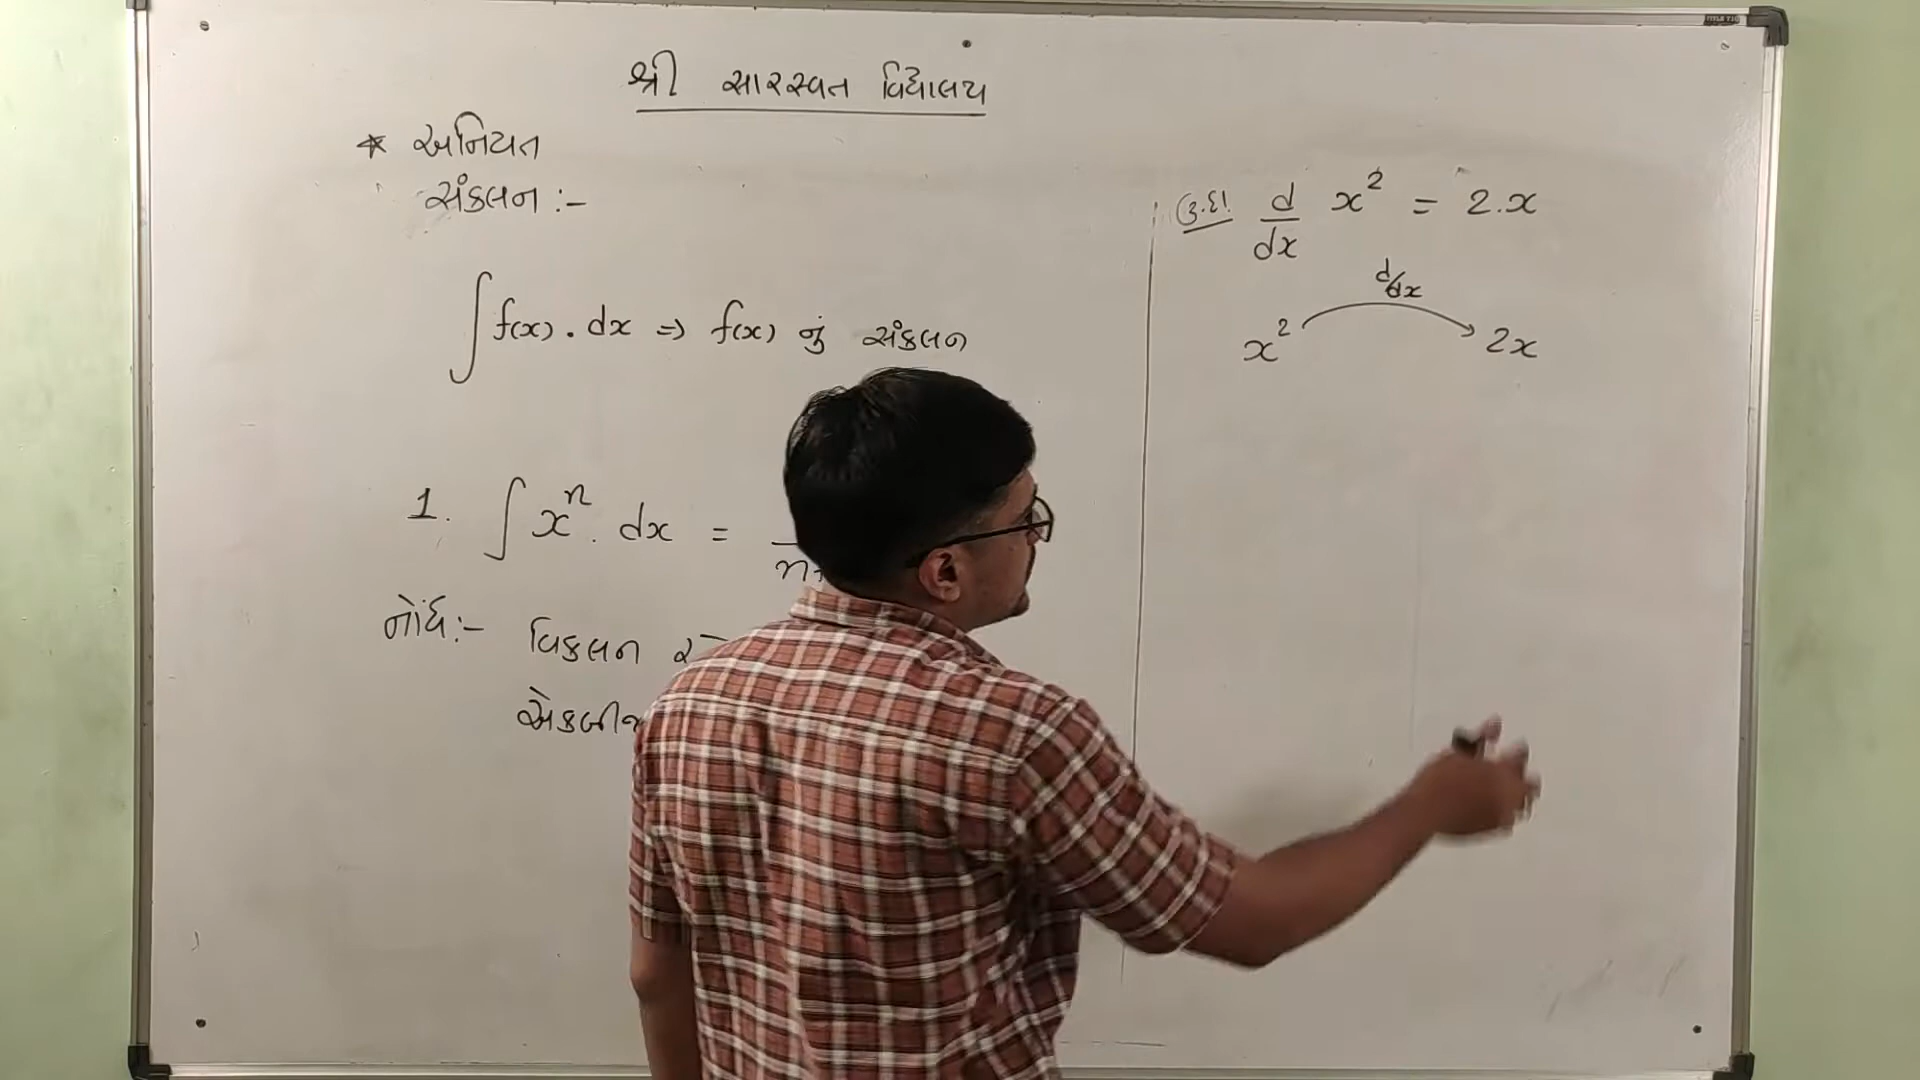 શ્રી સારસ્વત વિદ્યાલય
* અનિયત
સંકલન :-
∫ f(x) . dx => f(x) નું સંકલન
1. ∫ xⁿ . dx =
n+
નોંધ :- વિકલન
ઉ.દા. d/dx x² = 2.x
d/dx
x² → 2x